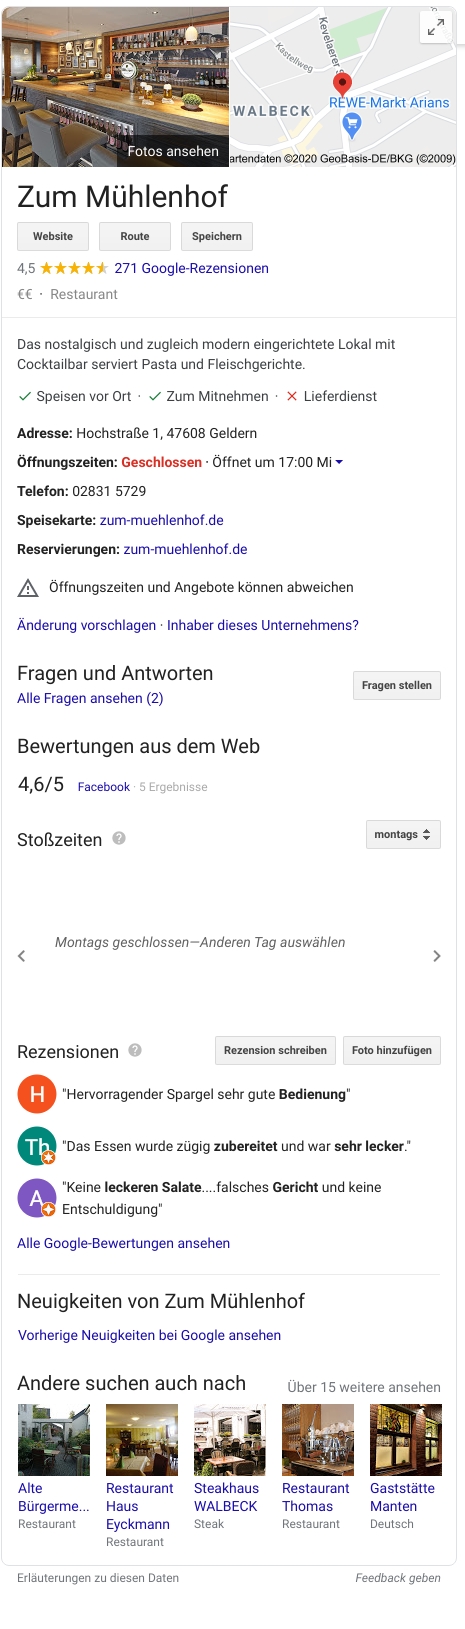 Kevelaerer s
Kastellweg
WALBECK
REWE-Markt Arians
Fotos ansehen
artendaten ©2020 GeoBasis-DE/BKG (©2009)
Zum Mühlenhof
Website Route Speichern
4,5 271 Google-Rezensionen
€€ · Restaurant
Das nostalgisch und zugleich modern eingerichtete Lokal mit
Cocktailbar serviert Pasta und Fleischgerichte.
Speisen vor Ort · Zum Mitnehmen · Lieferdienst
Adresse: Hochstraße 1, 47608 Geldern
Öffnungszeiten: Geschlossen · Öffnet um 17:00 Mi
Telefon: 02831 5729
Speisekarte: zum-muehlenhof.de
Reservierungen: zum-muehlenhof.de
Öffnungszeiten und Angebote können abweichen
Änderung vorschlagen · Inhaber dieses Unternehmens?
Fragen und Antworten
Alle Fragen ansehen (2)
Fragen stellen
Bewertungen aus dem Web
4,6/5 Facebook · 5 Ergebnisse
Stoßzeiten ? montags
Montags geschlossen—Anderen Tag auswählen
Rezensionen ? Rezension schreiben Foto hinzufügen
H "Hervorragender Spargel sehr gute Bedienung"
Th "Das Essen wurde zügig zubereitet und war sehr lecker."
A "Keine leckeren Salate....falsches Gericht und keine
Entschuldigung"
Alle Google-Bewertungen ansehen
Neuigkeiten von Zum Mühlenhof
Vorherige Neuigkeiten bei Google ansehen
Andere suchen auch nach Über 15 weitere ansehen
Alte
Bürgerme...
Restaurant
Restaurant
Haus
Eyckmann
Restaurant
Steakhaus
WALBECK
Steak
Restaurant
Thomas
Restaurant
Gaststätte
Manten
Deutsch
Erläuterungen zu diesen Daten Feedback geben